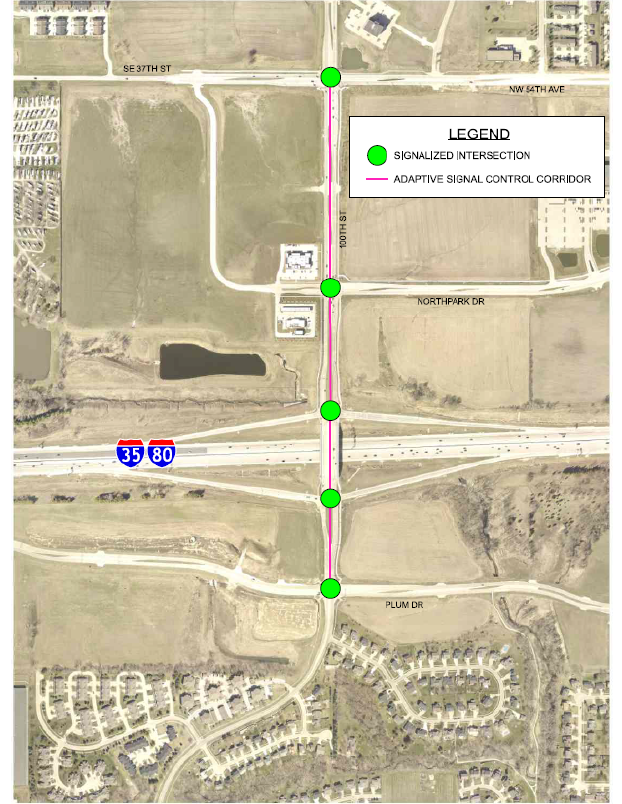 SE 37TH ST
NW 54TH AVE
LEGEND
SIGNALIZED INTERSECTION
ADAPTIVE SIGNAL CONTROL CORRIDOR
100TH ST
NORTHPARK DR
35 80
PLUM DR